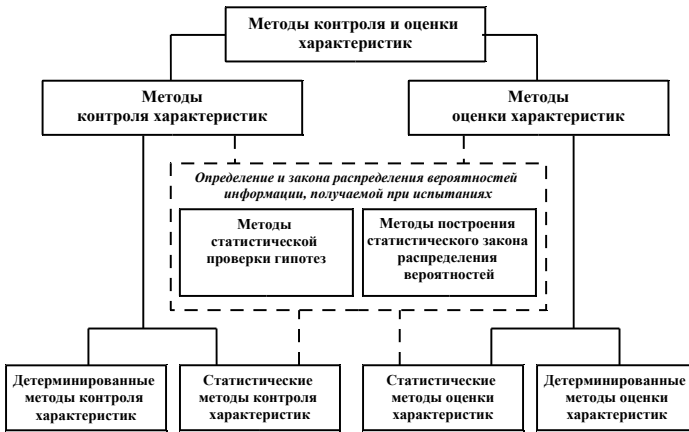 Методы контроля и оценки
характеристик
Методы
контроля характеристик
Методы
оценки характеристик
Определение и закона распределения вероятностей
информации, получаемой при испытаниях
Методы
статистической
проверки гипотез
Методы построения
статистического закона
распределения
вероятностей
Детерминированные
методы контроля
характеристик
Статистические
методы контроля
характеристик
Статистические
методы оценки
характеристик
Детерминированные
методы оценки
характеристик